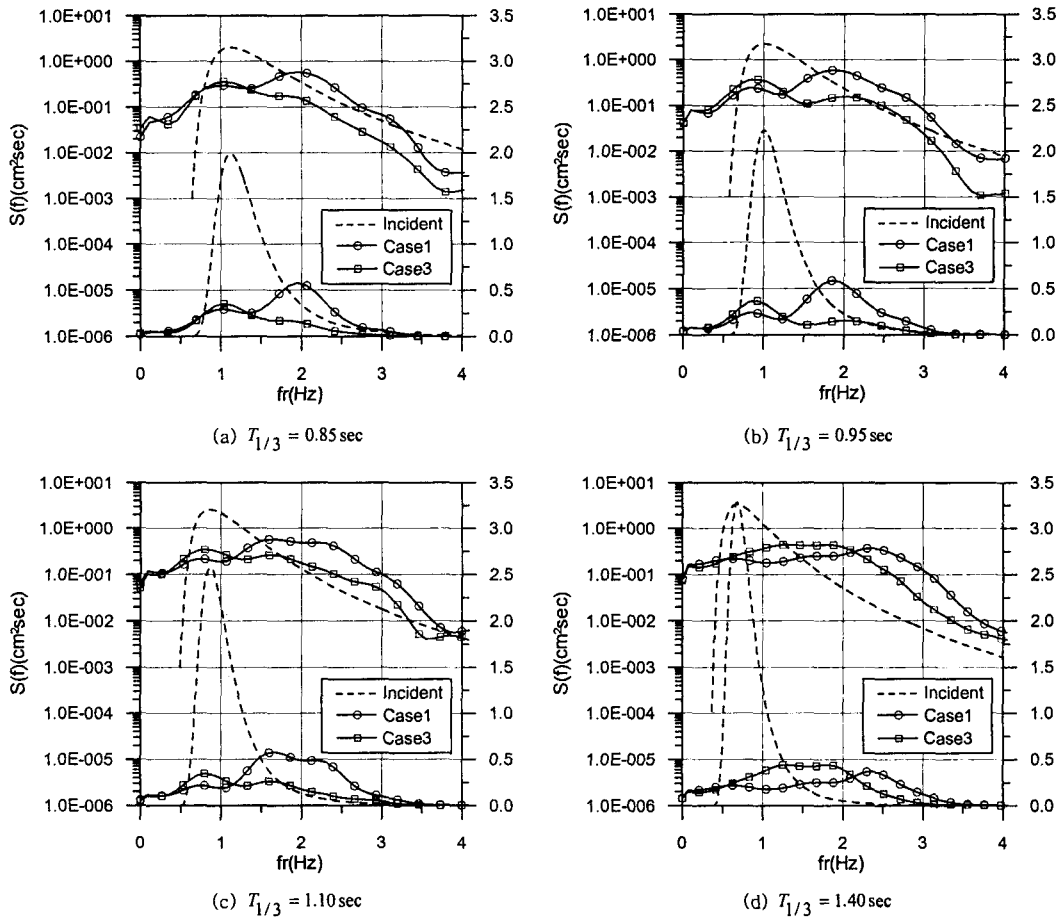 S(f)(cm²sec)
1.0E+001
1.0E+000
1.0E-001
1.0E-002
1.0E-003
1.0E-004
1.0E-005
1.0E-006
3.5
3.0
2.5
2.0
1.5
1.0
0.5
0.0
Incident
Case1
Case3
0 1 2 3 4
fr(Hz)
(a) T1/3 = 0.85 sec
S(f)(cm²sec)
1.0E+001
1.0E+000
1.0E-001
1.0E-002
1.0E-003
1.0E-004
1.0E-005
1.0E-006
3.5
3.0
2.5
2.0
1.5
1.0
0.5
0.0
Incident
Case1
Case3
0 1 2 3 4
fr(Hz)
(b) T1/3 = 0.95 sec
S(f)(cm²sec)
1.0E+001
1.0E+000
1.0E-001
1.0E-002
1.0E-003
1.0E-004
1.0E-005
1.0E-006
3.5
3.0
2.5
2.0
1.5
1.0
0.5
0.0
Incident
Case1
Case3
0 1 2 3 4
fr(Hz)
(c) T1/3 = 1.10 sec
S(f)(cm²sec)
1.0E+001
1.0E+000
1.0E-001
1.0E-002
1.0E-003
1.0E-004
1.0E-005
1.0E-006
3.5
3.0
2.5
2.0
1.5
1.0
0.5
0.0
Incident
Case1
Case3
0 1 2 3 4
fr(Hz)
(d) T1/3 = 1.40 sec